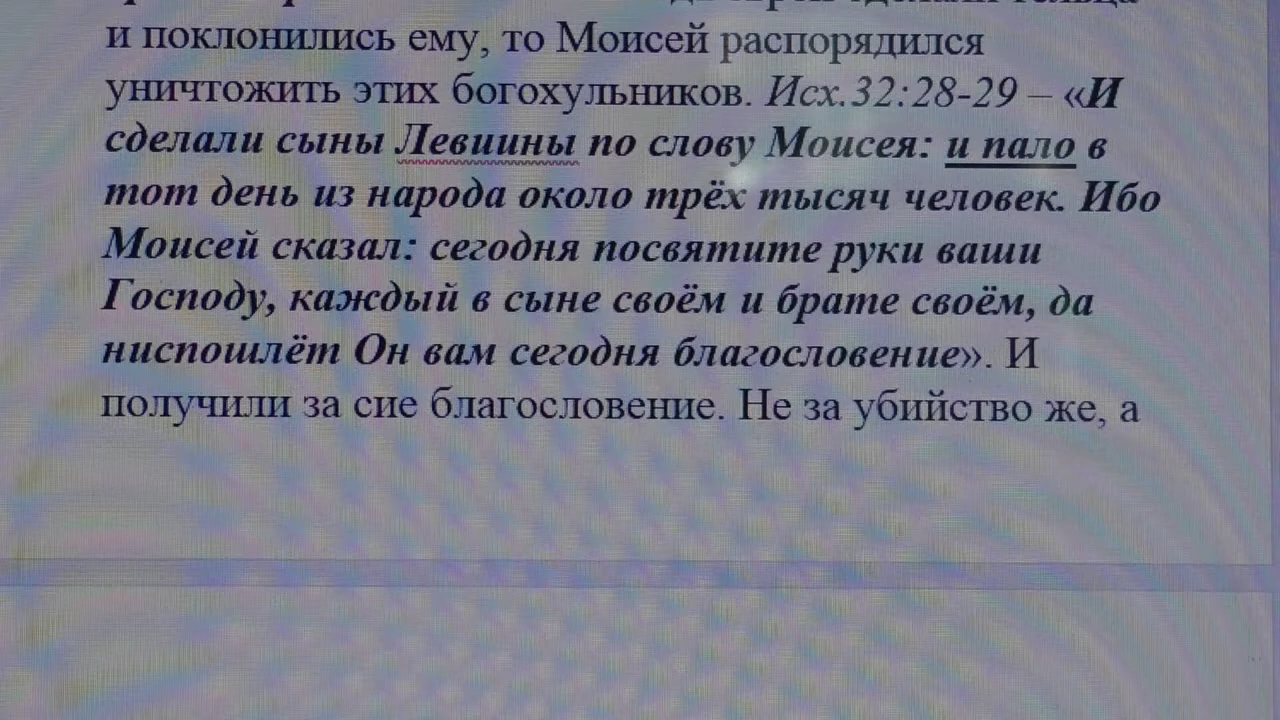 и поклонились ему, то Моисей распорядился
уничтожить этих богохульников. Исх.32:28-29 – «И
сделали сыны Левиины по слову Моисея: и пало в
тот день из народа около трёх тысяч человек. Ибо
Моисей сказал: сегодня посвятите руки ваши
Господу, каждый в сыне своём и брате своём, да
ниспошлёт Он вам сегодня благословение». И
получили за сие благословение. Не за убийство же, а